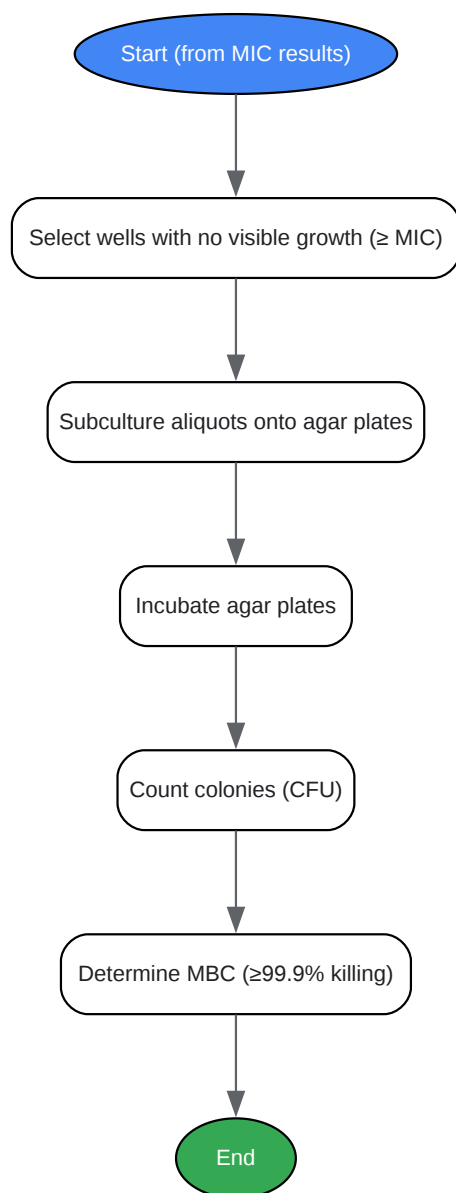 Start (from MIC results)
Select wells with no visible growth (≥ MIC)
Subculture aliquots onto agar plates
Incubate agar plates
Count colonies (CFU)
Determine MBC (≥99.9% killing)
End